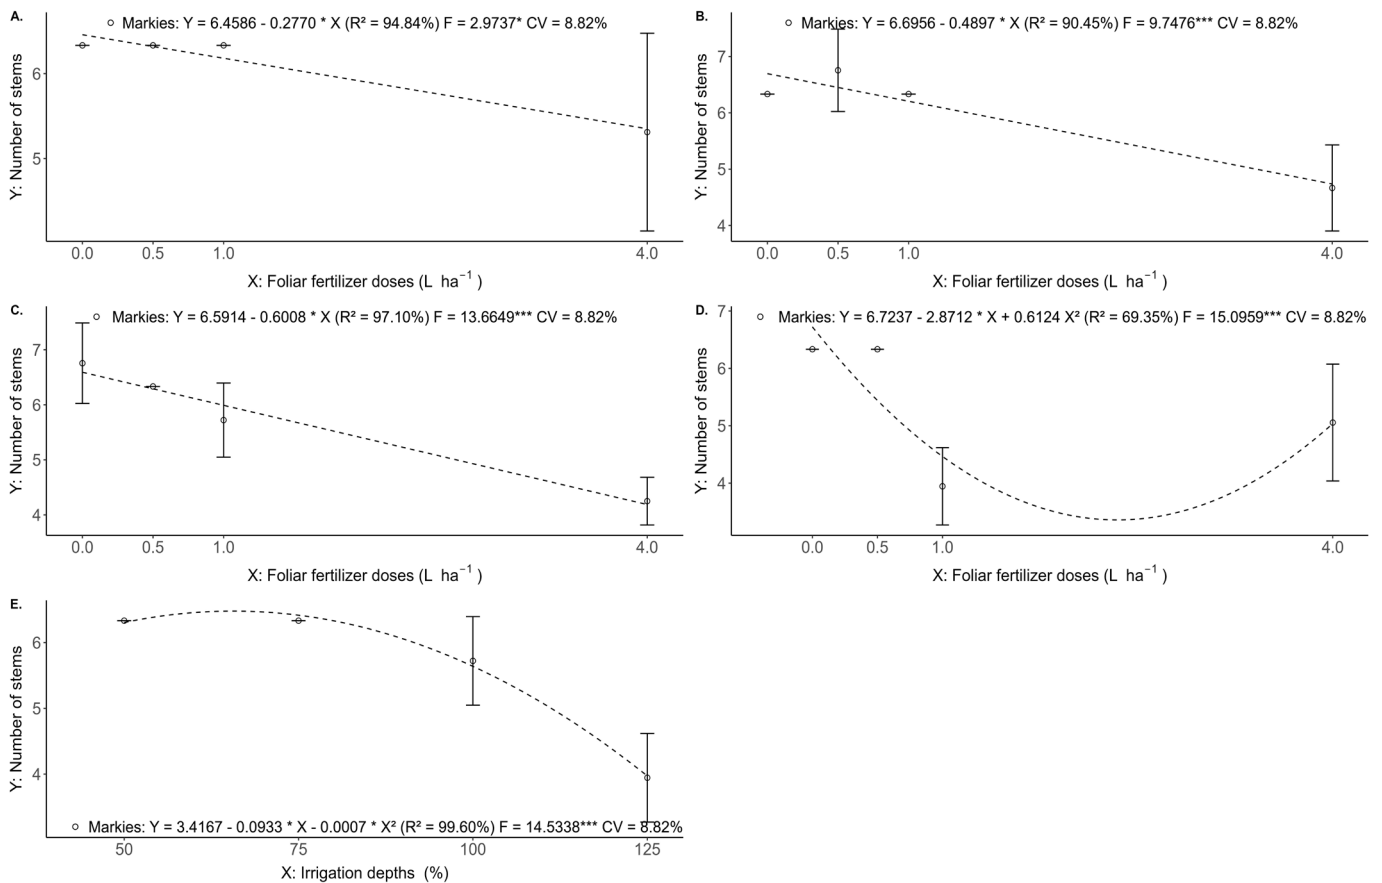 A.
Markies: Y = 6.4586 - 0.2770 * X (R² = 94.84%) F = 2.9737* CV = 8.82%
Y: Number of stems
6
5
0.0 0.5 1.0 4.0
X: Foliar fertilizer doses (L ha⁻¹ )
B.
Markies: Y = 6.6956 - 0.4897 * X (R² = 90.45%) F = 9.7476*** CV = 8.82%
Y: Number of stems
7
6
5
4
0.0 0.5 1.0 4.0
X: Foliar fertilizer doses (L ha⁻¹ )
C.
Markies: Y = 6.5914 - 0.6008 * X (R² = 97.10%) F = 13.6649*** CV = 8.82%
Y: Number of stems
7
6
5
4
0.0 0.5 1.0 4.0
X: Foliar fertilizer doses (L ha⁻¹ )
D.
Markies: Y = 6.7237 - 2.8712 * X + 0.6124 X² (R² = 69.35%) F = 15.0959*** CV = 8.82%
Y: Number of stems
7
6
5
4
0.0 0.5 1.0 4.0
X: Foliar fertilizer doses (L ha⁻¹ )
E.
Y: Number of stems
6
5
4
Markies: Y = 3.4167 - 0.0933 * X - 0.0007 * X² (R² = 99.60%) F = 14.5338*** CV = 8.82%
50 75 100 125
X: Irrigation depths (%)